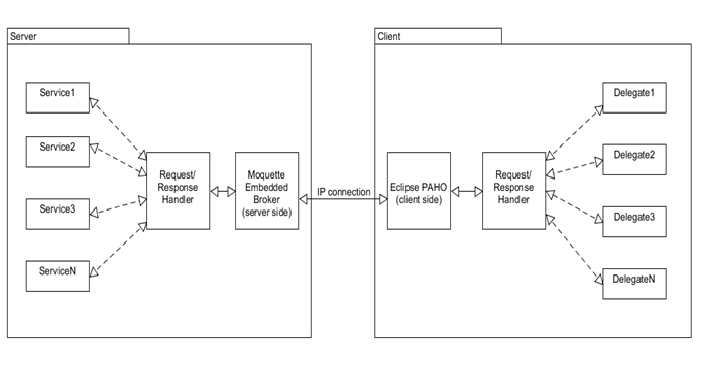 Server
Client
Service1
Service2
Service3
ServiceN
Request/
Response
Handler
Moquette
Embedded
Broker
(server side)
IP connection
Eclipse PAHO
(client side)
Request/
Response
Handler
Delegate1
Delegate2
Delegate3
DelegateN